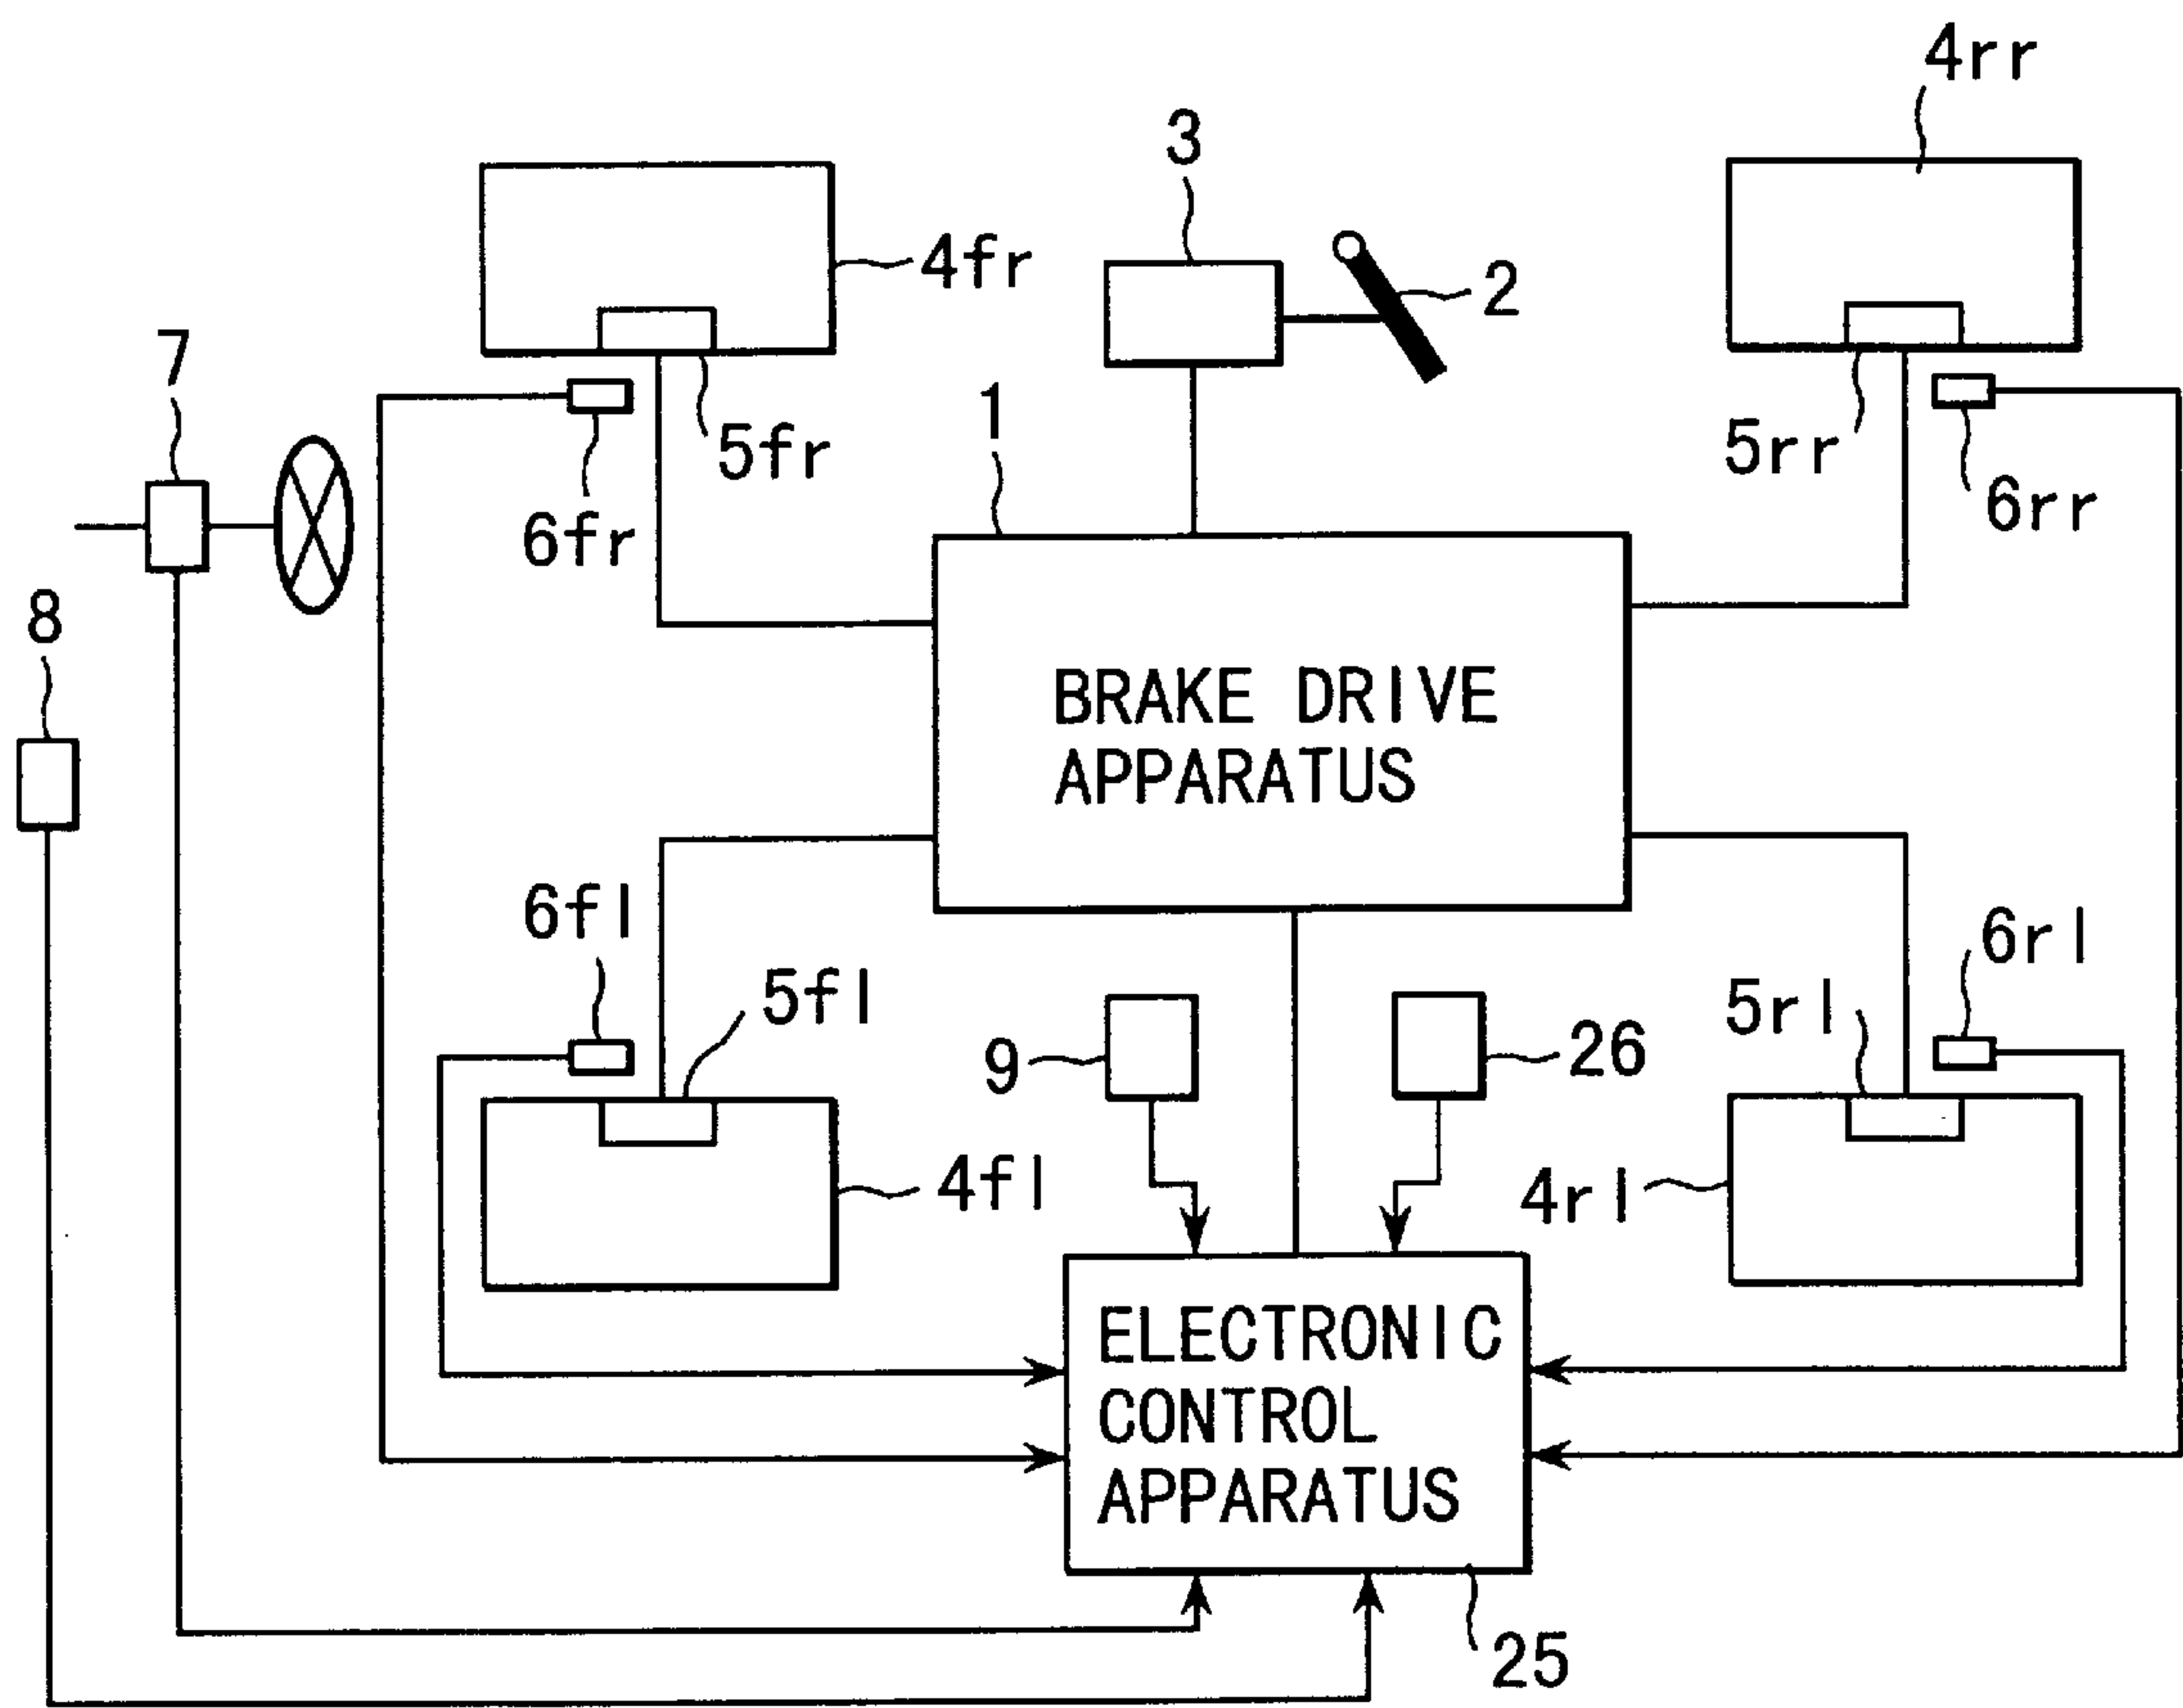 4rr
3
4fr
2
7
1
5fr
5rr
6fr
6rr
8
BRAKE DRIVE
APPARATUS
6fl
6rl
5fl
5rl
9
26
4fl
4rl
ELECTRONIC
CONTROL
APPARATUS
25